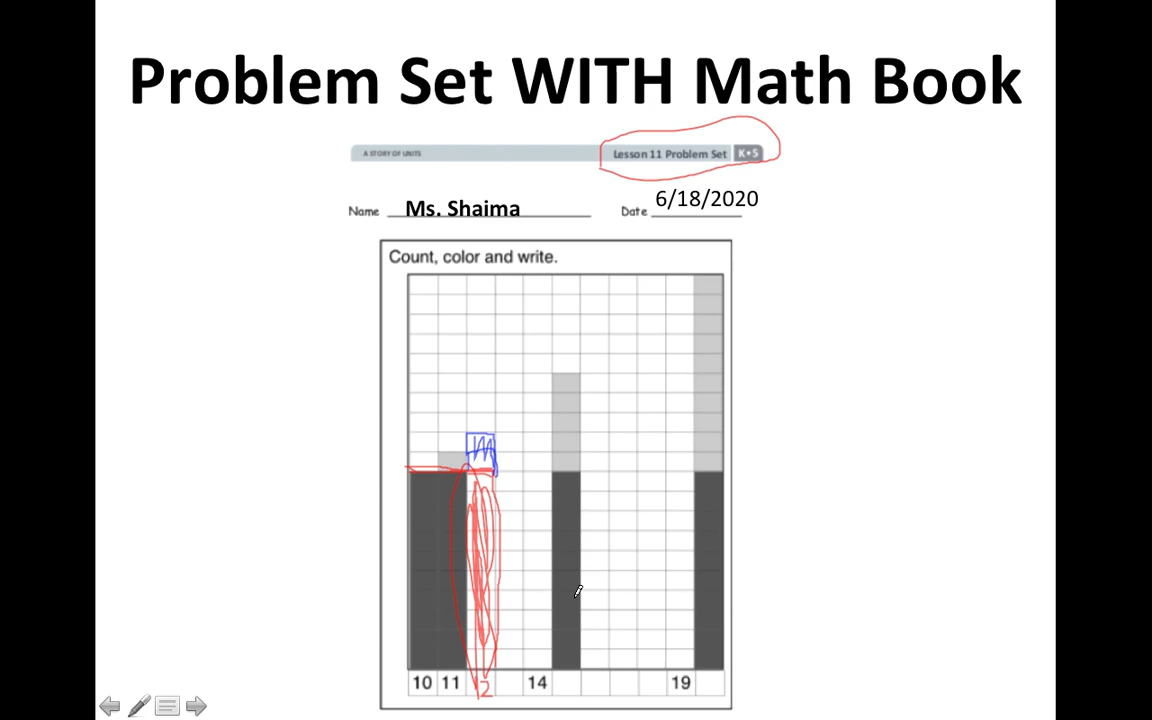 Problem Set WITH Math Book
A STORY OF UNITS Lesson 11 Problem Set K•5
Name Ms. Shaima Date 6/18/2020
Count, color and write.
10 11 12 14 19